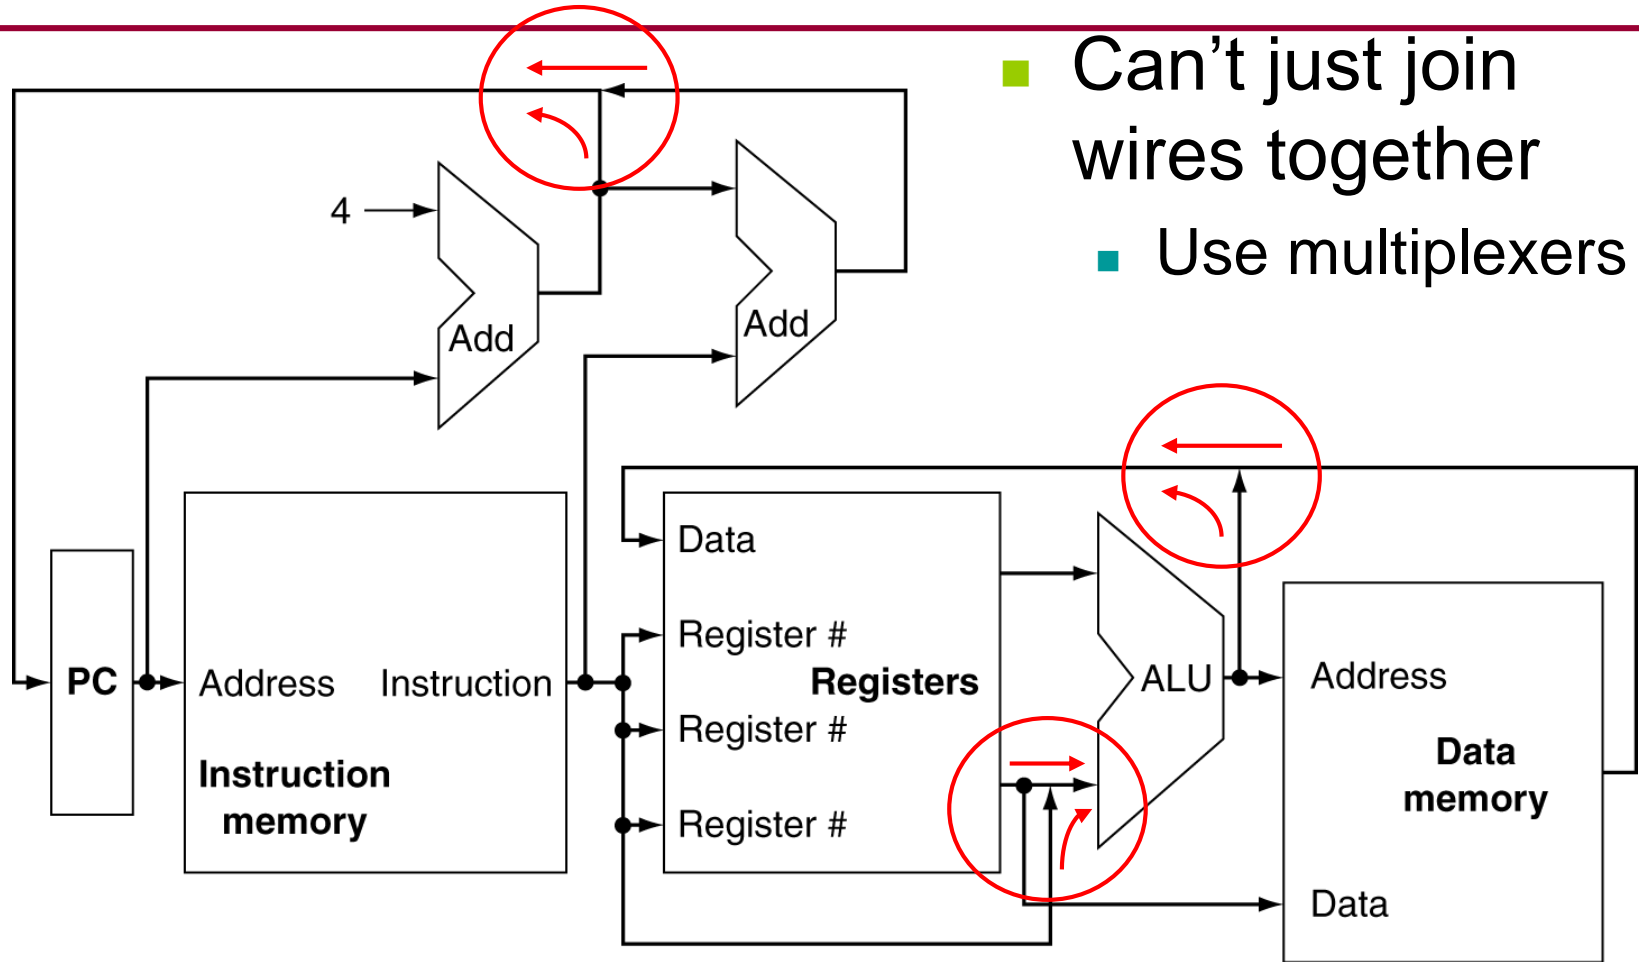 Can’t just join
wires together
Use multiplexers
4
Add
Add
PC
Address
Instruction
Instruction
memory
Data
Register #
Registers
Register #
Register #
ALU
Address
Data
memory
Data